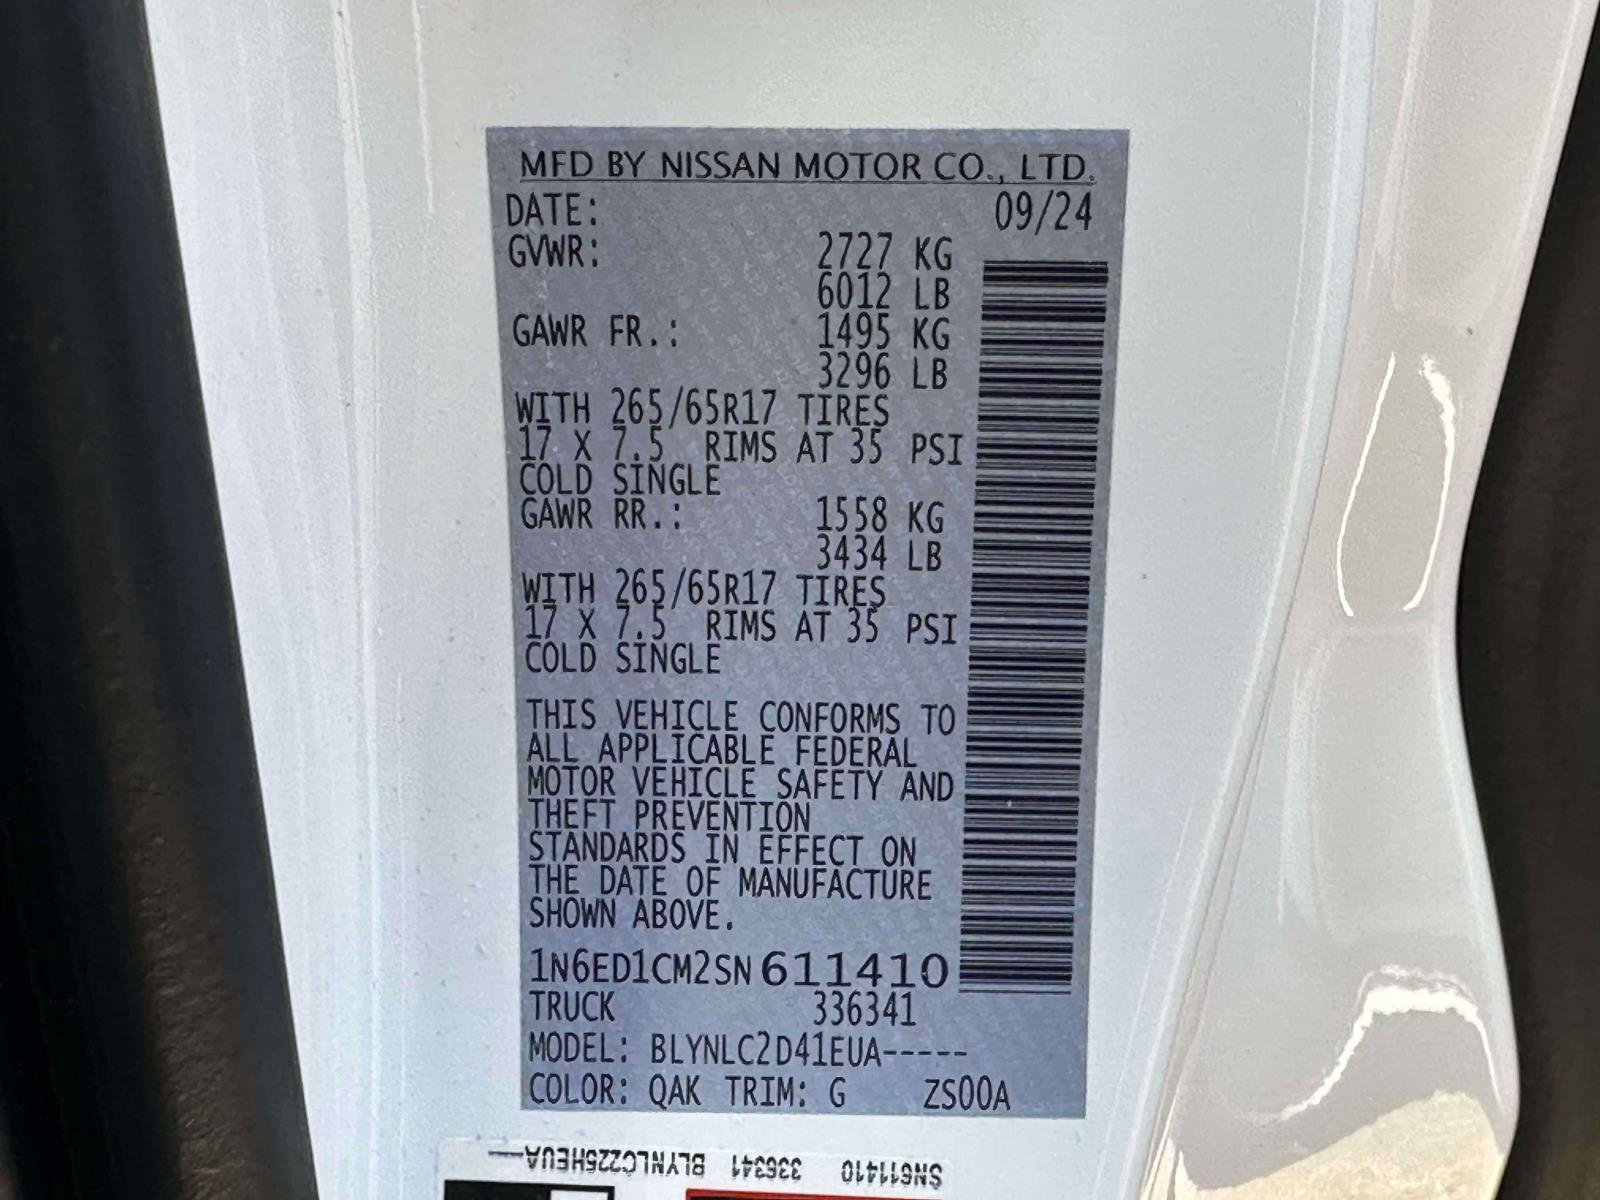 MFD BY NISSAN MOTOR CO., LTD.
DATE: 09/24
GVWR: 2727 KG
6012 LB
GAWR FR.: 1495 KG
3296 LB
WITH 265/65R17 TIRES
17 X 7.5 RIMS AT 35 PSI
COLD SINGLE
GAWR RR.: 1558 KG
3434 LB
WITH 265/65R17 TIRES
17 X 7.5 RIMS AT 35 PSI
COLD SINGLE
THIS VEHICLE CONFORMS TO
ALL APPLICABLE FEDERAL
MOTOR VEHICLE SAFETY AND
THEFT PREVENTION
STANDARDS IN EFFECT ON
THE DATE OF MANUFACTURE
SHOWN ABOVE.
1N6ED1CM2SN611410
TRUCK 336341
MODEL: BLYNLC2D41EUA-----
COLOR: QAK TRIM: G ZS00A
SN611410 336341 BLYNLC225HEUA—